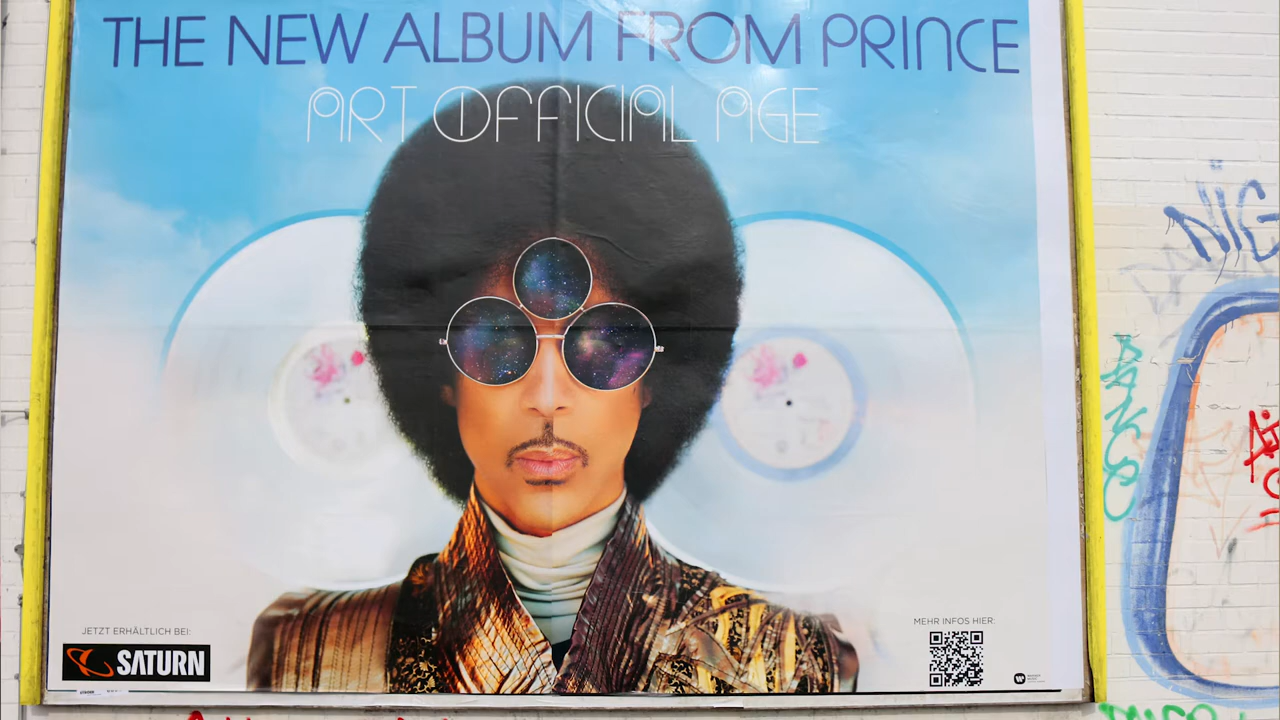 THE NEW ALBUM FROM PRINCE
ART OFFICIAL AGE
JETZT ERHÄLTLICH BEI:
SATURN
MEHR INFOS HIER: